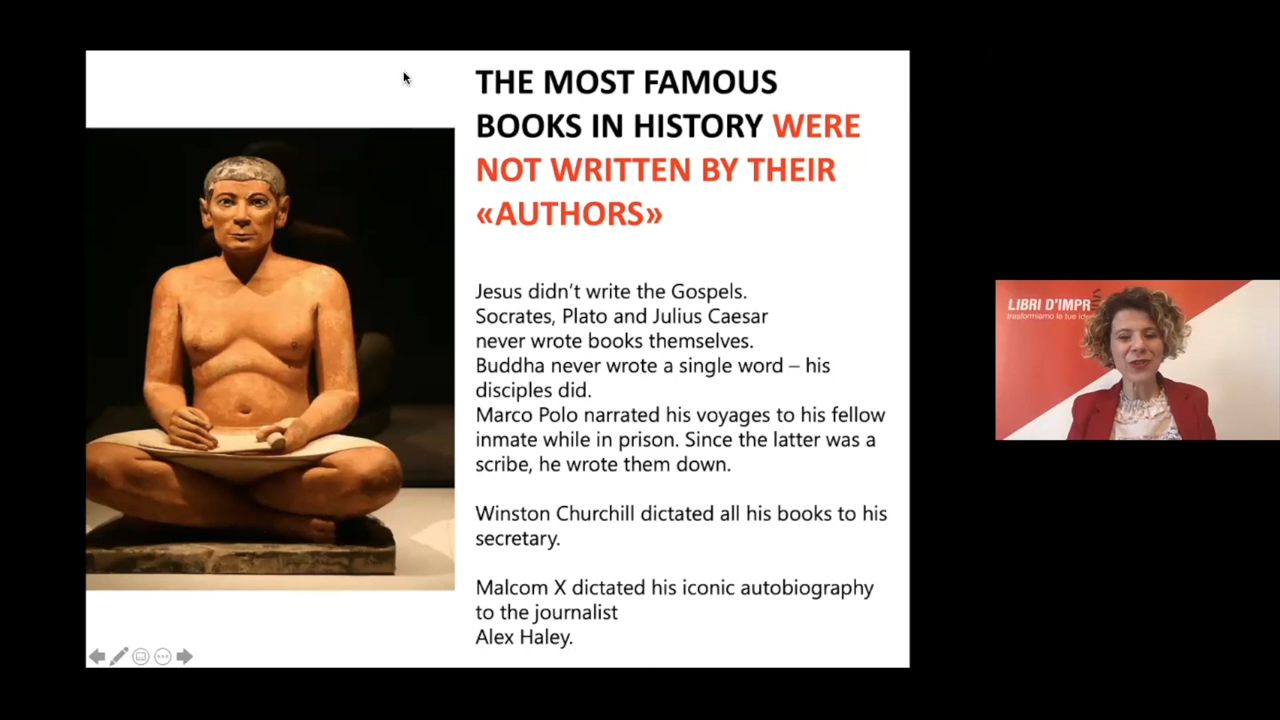 THE MOST FAMOUS
BOOKS IN HISTORY WERE
NOT WRITTEN BY THEIR
«AUTHORS»
Jesus didn't write the Gospels.
Socrates, Plato and Julius Caesar
never wrote books themselves.
Buddha never wrote a single word – his
disciples did.
Marco Polo narrated his voyages to his fellow
inmate while in prison. Since the latter was a
scribe, he wrote them down.
Winston Churchill dictated all his books to his
secretary.
Malcom X dictated his iconic autobiography
to the journalist
Alex Haley.
LIBRI D'IMPR
trasformiamo le tue